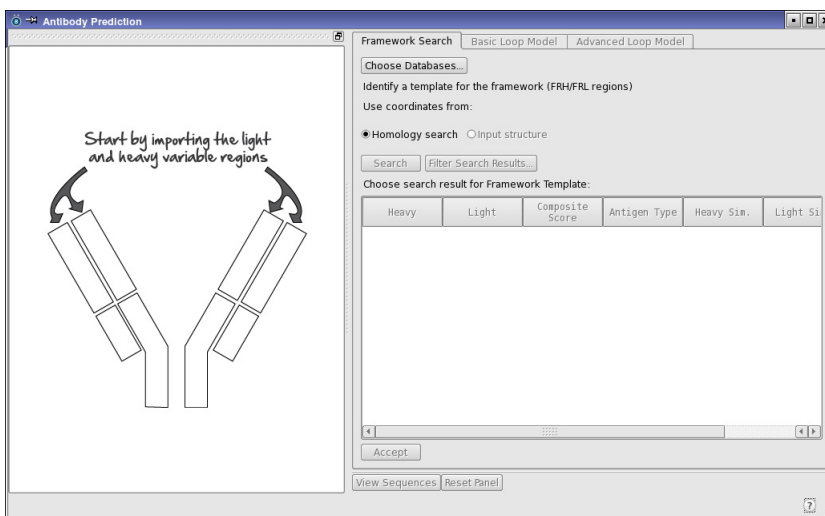 Antibody Prediction
Start by importing the light
and heavy variable regions
Framework Search
Basic Loop Model
Advanced Loop Model
Choose Databases...
Identify a template for the framework (FRH/FRL regions)
Use coordinates from:
Homology search
Input structure
Search
Filter Search Results...
Choose search result for Framework Template:
Heavy
Light
Composite
Score
Antigen Type
Heavy Sim.
Light Si
Accept
View Sequences
Reset Panel
?